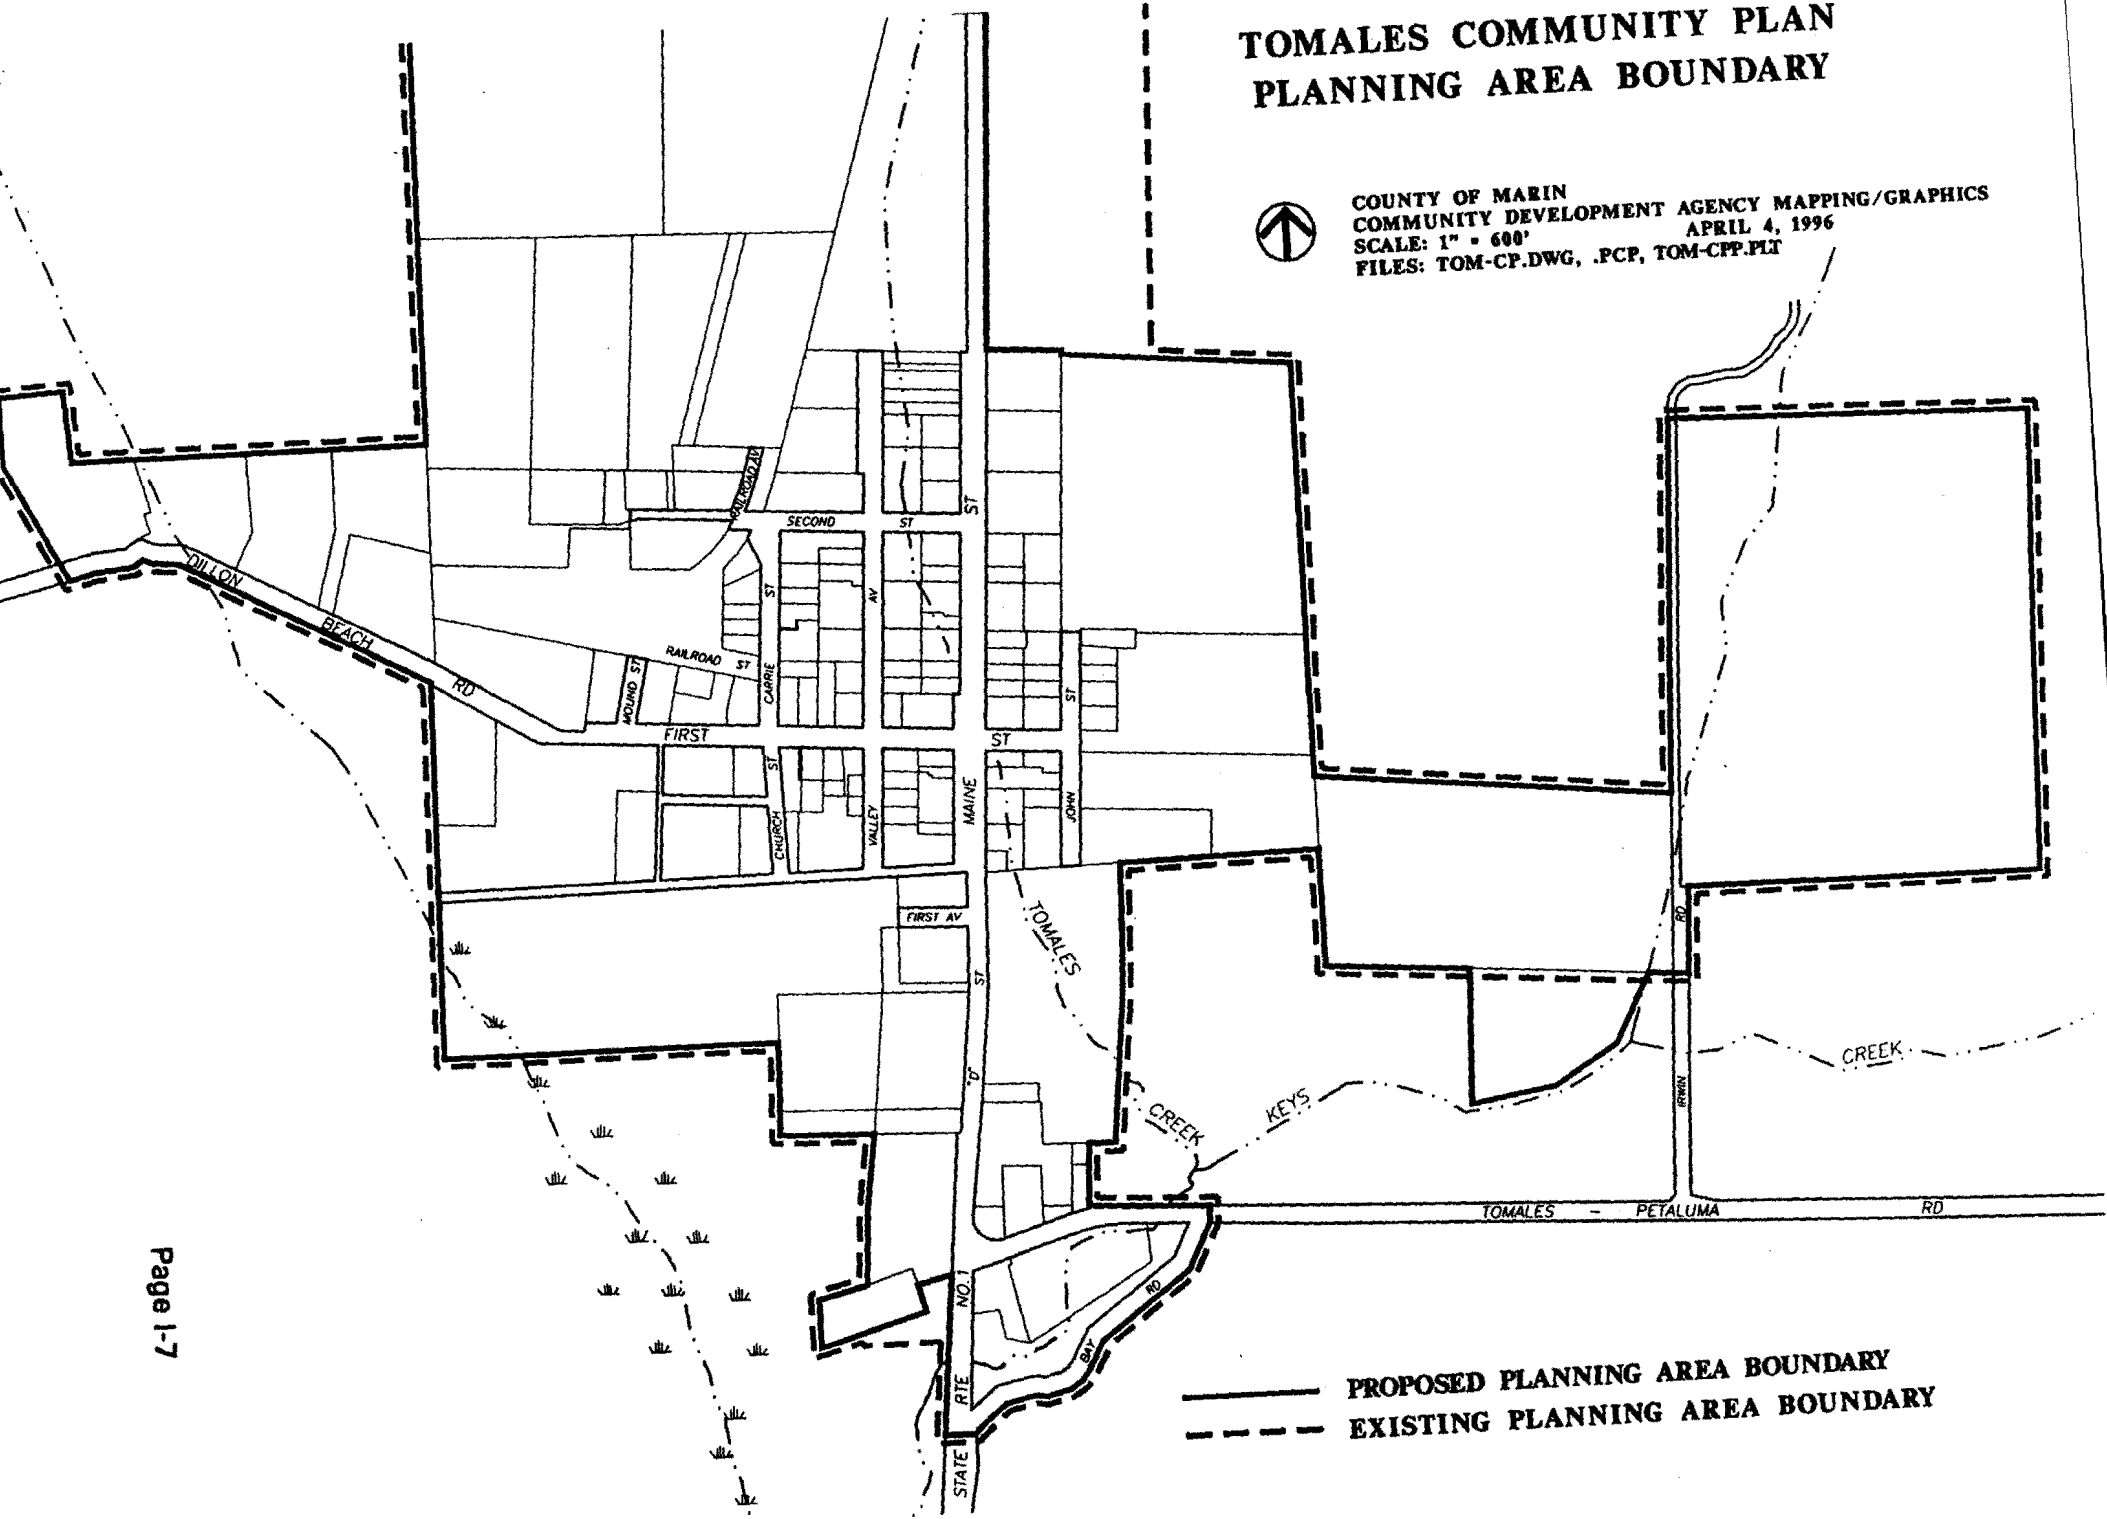 TOMALES COMMUNITY PLAN
PLANNING AREA BOUNDARY
COUNTY OF MARIN
COMMUNITY DEVELOPMENT AGENCY MAPPING/GRAPHICS
SCALE: 1" = 600' APRIL 4, 1996
FILES: TOM-CP.DWG, .PCP, TOM-CPP.PLT
RAILROAD AV
SECOND ST
ST
DILLON BEACH RD
RAILROAD ST
MOUND ST
CARRIE ST
AV
ST
FIRST ST
CHURCH ST
VALLEY
MAINE
JOHN
FIRST AV
ST
"D"
TOMALES
CREEK
KEYS
CREEK
RD
IRWIN
TOMALES - PETALUMA RD
BAY RD
STATE RTE NO.1
Page I-7
PROPOSED PLANNING AREA BOUNDARY
EXISTING PLANNING AREA BOUNDARY